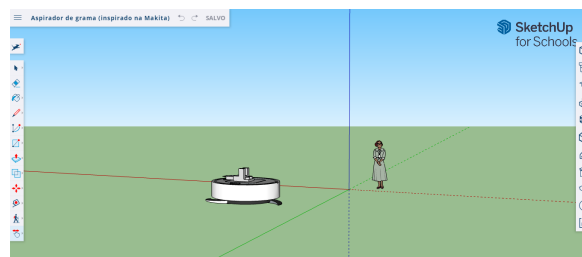 Aspirador de grama (inspirado na Makita) SALVO
SketchUp
for Schools